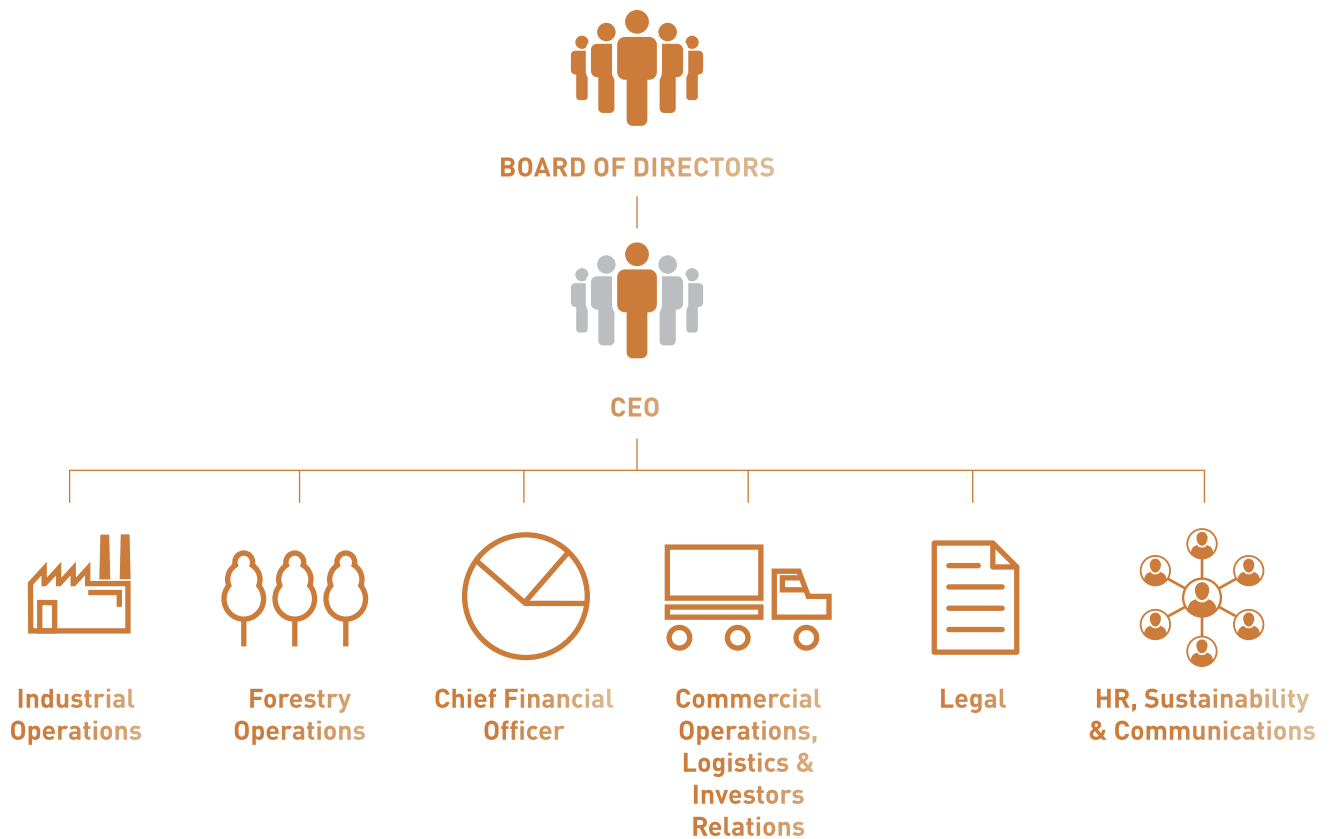 BOARD OF DIRECTORS
CEO
Industrial
Operations
Forestry
Operations
Chief Financial
Officer
Commercial
Operations,
Logistics &
Investors
Relations
Legal
HR, Sustainability
& Communications